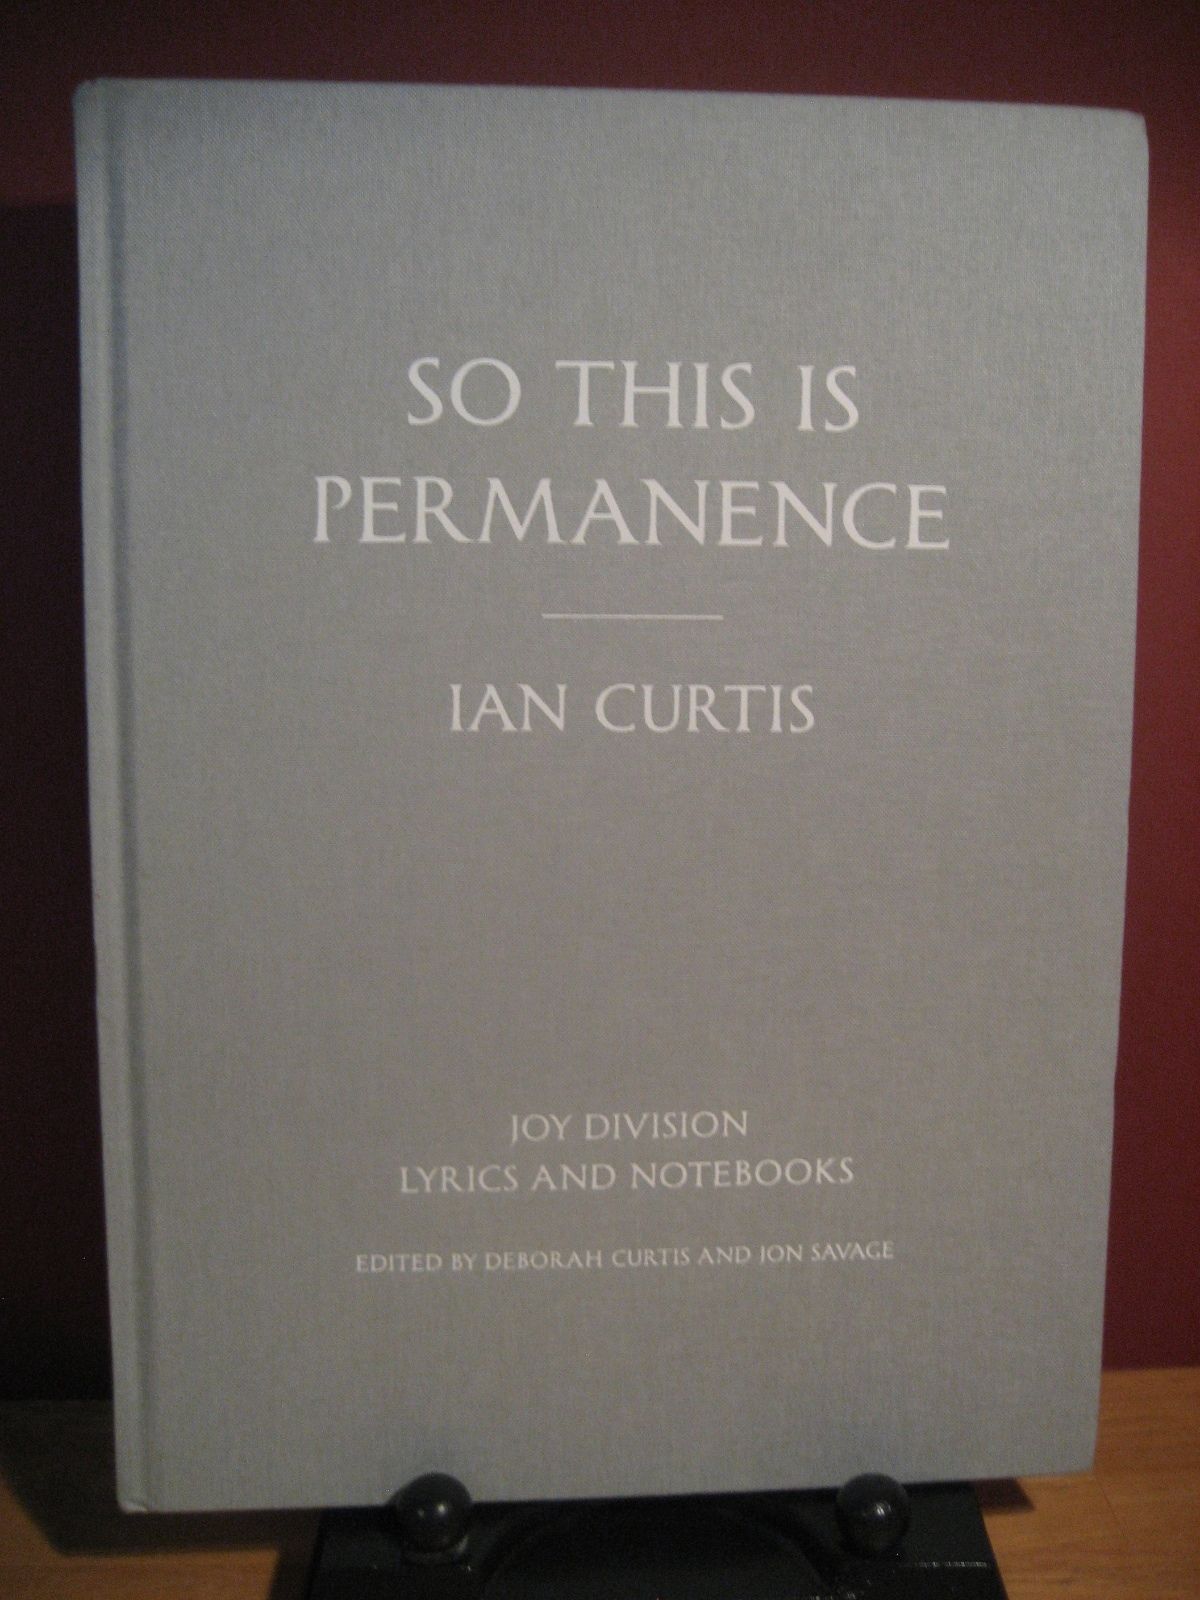 SO THIS IS
PERMANENCE
IAN CURTIS
JOY DIVISION
LYRICS AND NOTEBOOKS
EDITED BY DEBORAH CURTIS AND JON SAVAGE